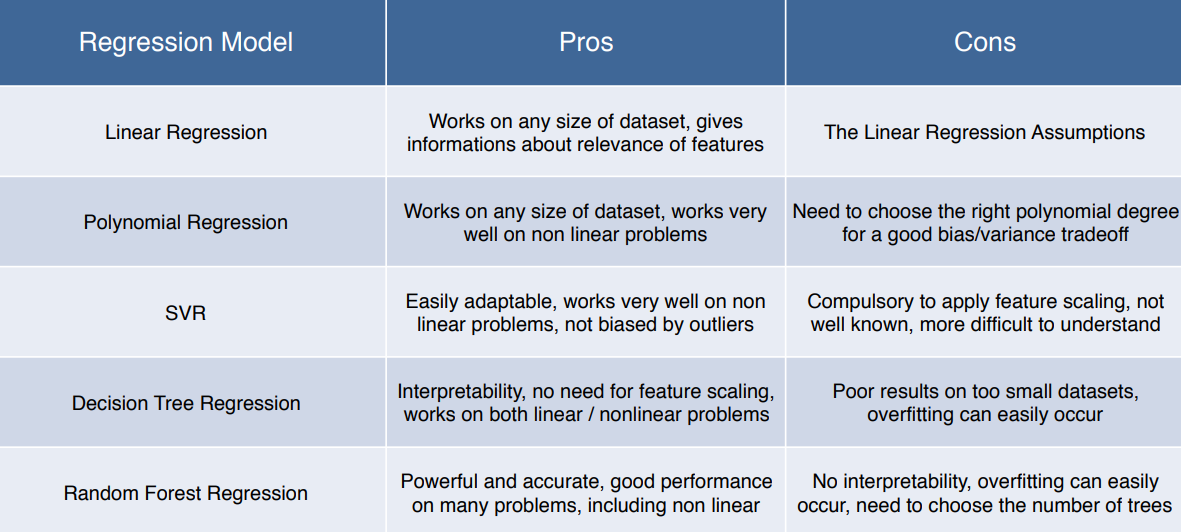 Regression Model
Pros
Cons
Linear Regression
Works on any size of dataset, gives
informations about relevance of features
The Linear Regression Assumptions
Polynomial Regression
Works on any size of dataset, works very
well on non linear problems
Need to choose the right polynomial degree
for a good bias/variance tradeoff
SVR
Easily adaptable, works very well on non
linear problems, not biased by outliers
Compulsory to apply feature scaling, not
well known, more difficult to understand
Decision Tree Regression
Interpretability, no need for feature scaling,
works on both linear / nonlinear problems
Poor results on too small datasets,
overfitting can easily occur
Random Forest Regression
Powerful and accurate, good performance
on many problems, including non linear
No interpretability, overfitting can easily
occur, need to choose the number of trees